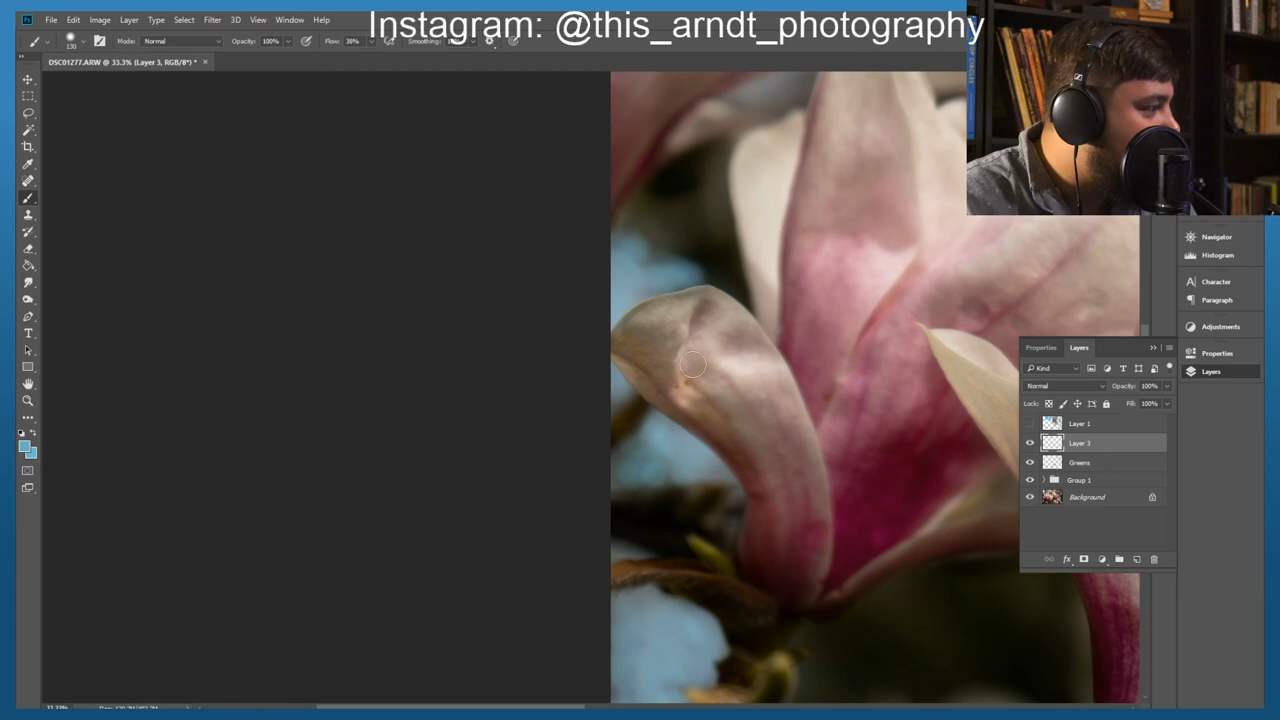 Instagram: @this_arndt_photography
File Edit Image Layer Type Select Filter 3D View Window Help
130 Mode: Normal Opacity: 100% Flow: 38% Smoothing:
DSC01277.ARW @ 33.3% (Layer 3, RGB/8*) * ×
Navigator
Histogram
Character
Paragraph
Adjustments
Properties
Layers
Properties Layers
Kind
Normal Opacity: 100%
Lock: Fill: 100%
Layer 1
Layer 3
Greens
Group 1
Background